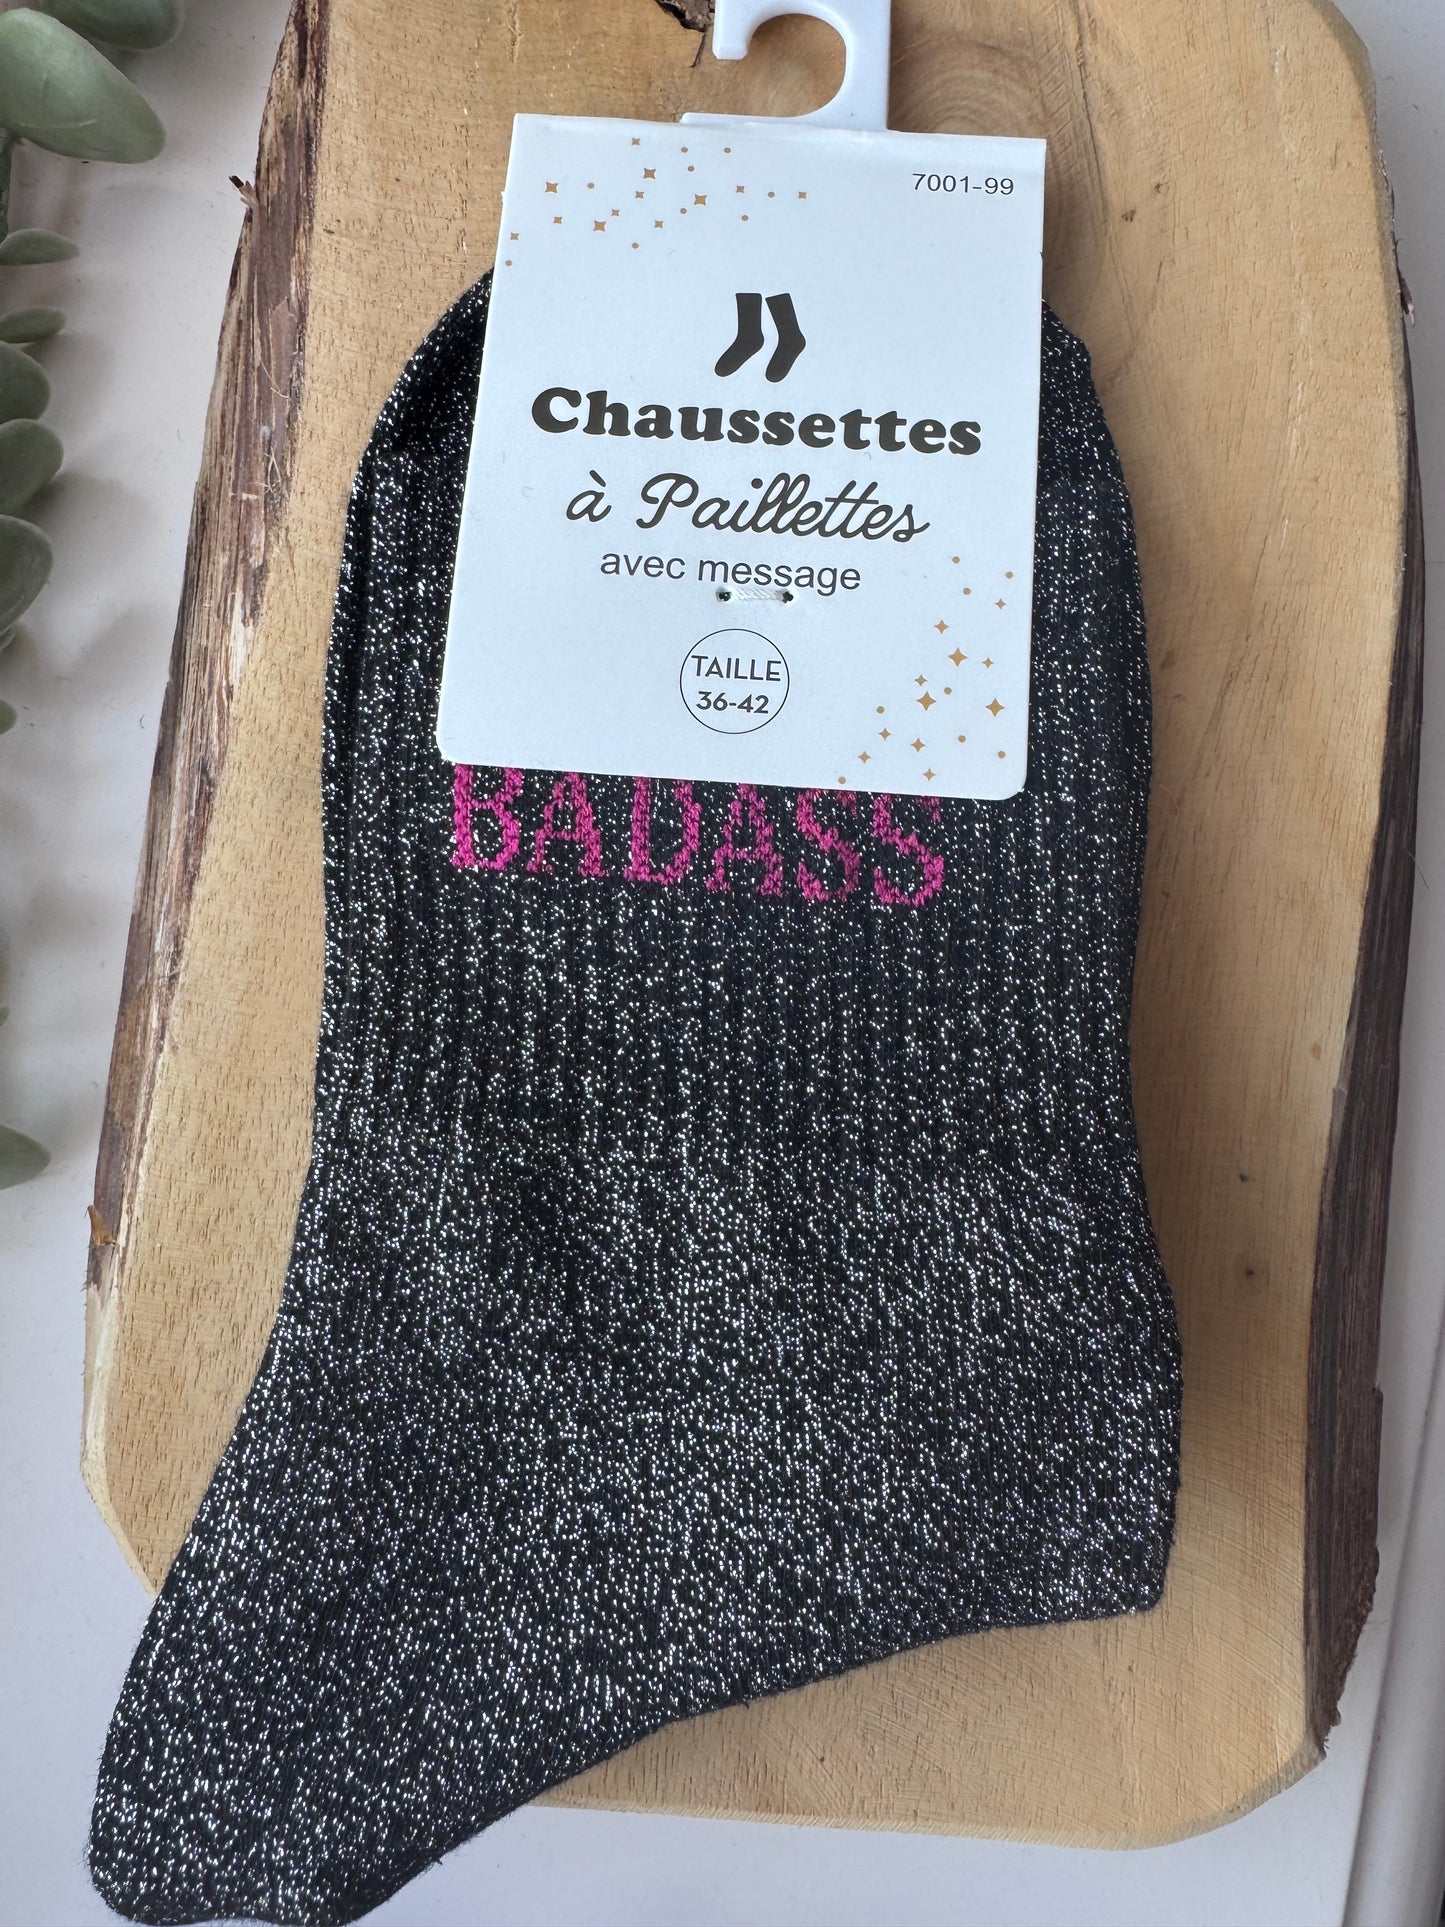 7001-99
Chaussettes
à Paillettes
avec message
TAILLE
36-42
BADASS